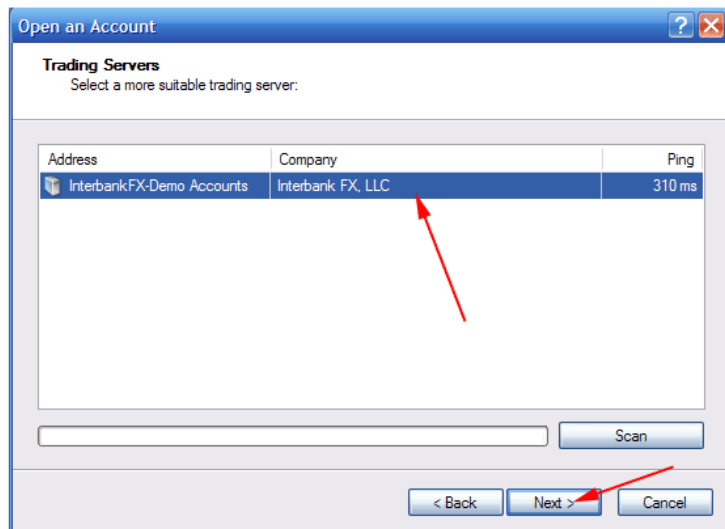 Open an Account
Trading Servers
Select a more suitable trading server:
Address Company Ping
InterbankFX-Demo Accounts Interbank FX, LLC 310 ms
Scan
< Back Next > Cancel